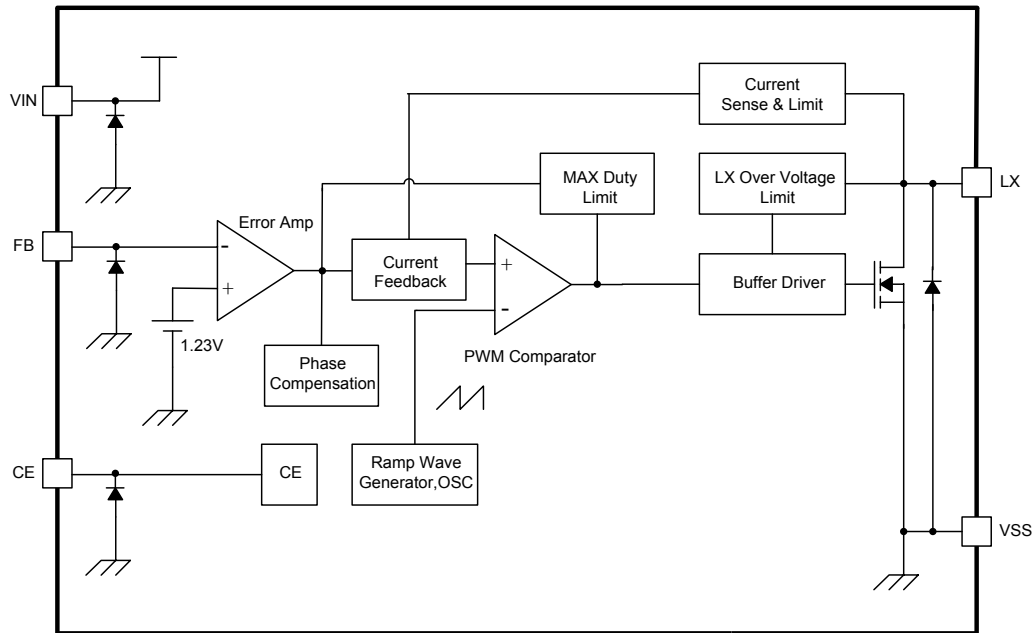 VIN
Current
Sense & Limit
MAX Duty
Limit
LX Over Voltage
Limit
LX
Error Amp
FB
-
+
1.23V
Current
Feedback
+
-
PWM Comparator
Buffer Driver
Phase
Compensation
CE
CE
Ramp Wave
Generator,OSC
VSS